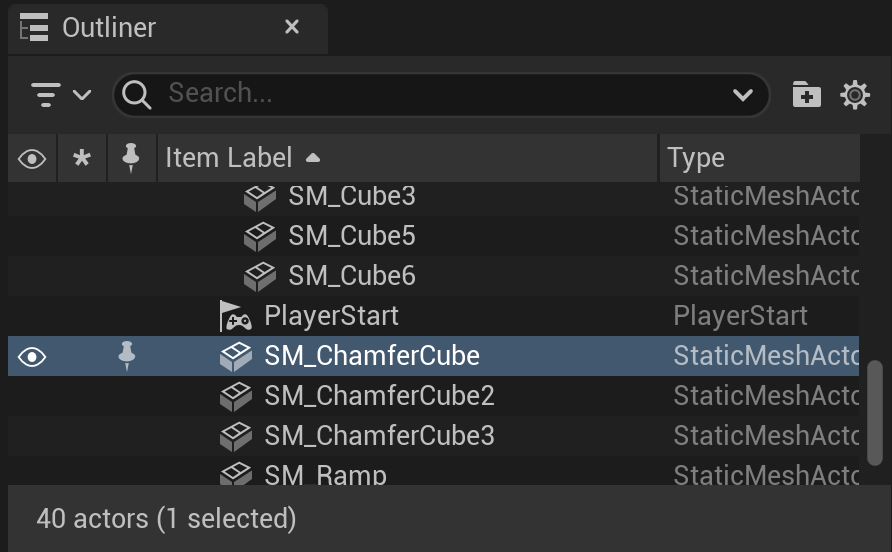 Outliner
Search...
* Item Label Type
SM_Cube3 StaticMeshActo
SM_Cube5 StaticMeshActo
SM_Cube6 StaticMeshActo
PlayerStart PlayerStart
SM_ChamferCube StaticMeshActo
SM_ChamferCube2 StaticMeshActo
SM_ChamferCube3 StaticMeshActo
SM_Ramp StaticMeshActo
40 actors (1 selected)